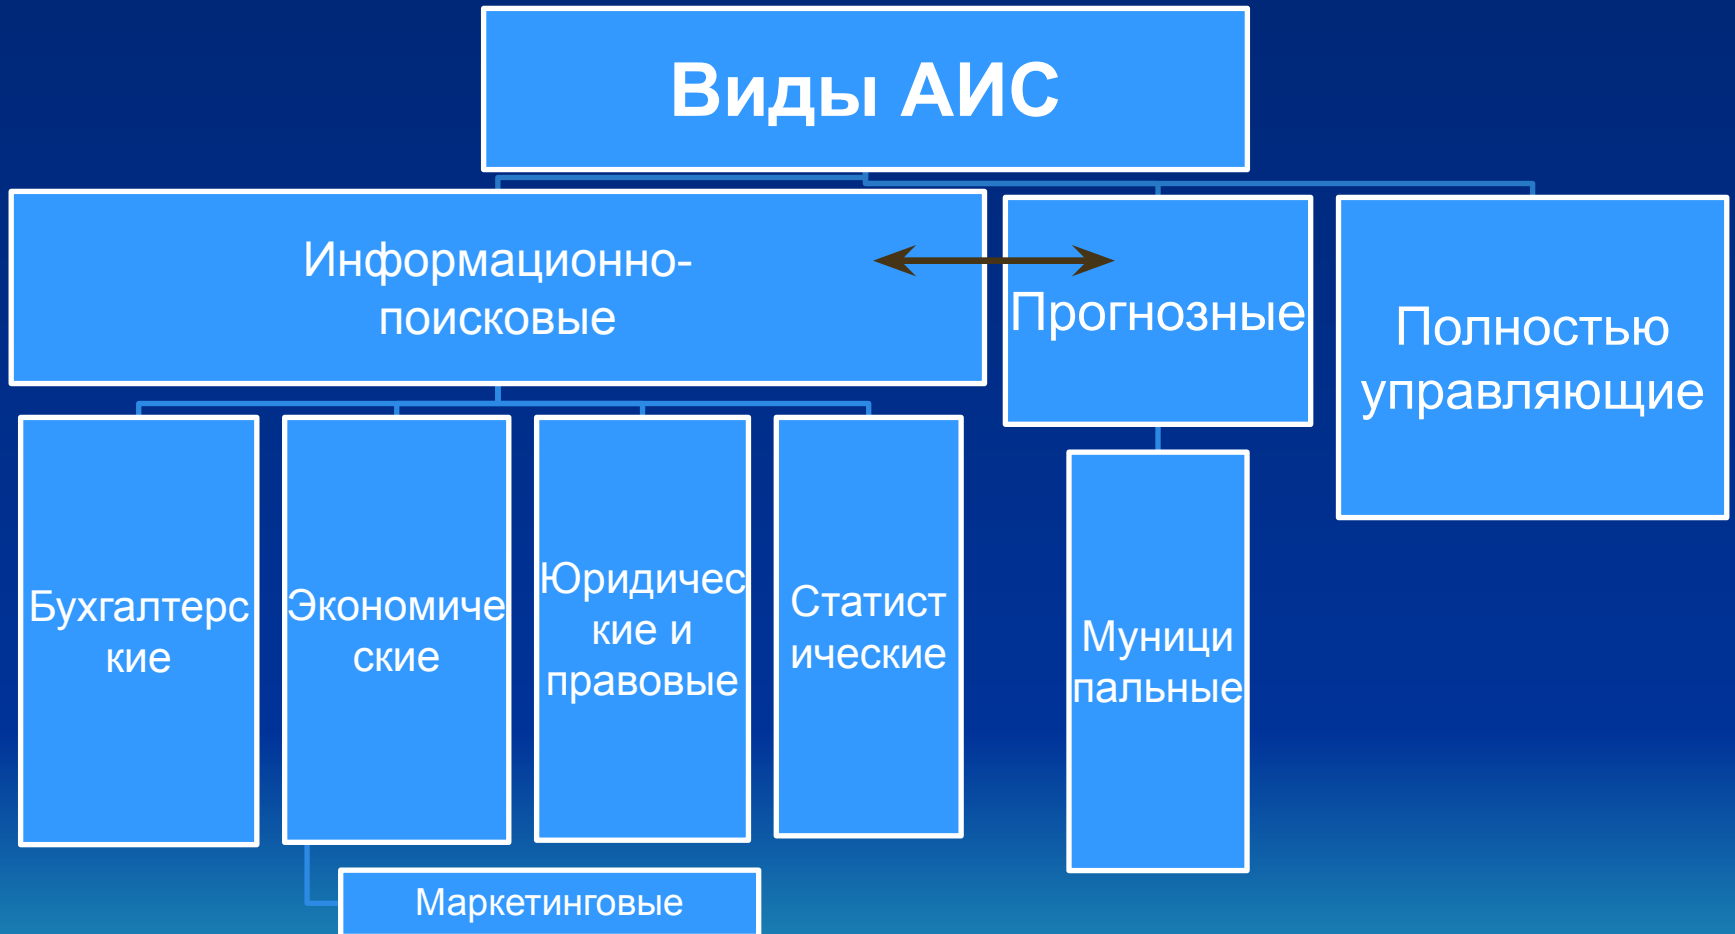 Виды АИС
Информационно-
поисковые
Прогнозные
Полностью
управляющие
Бухгалтерс
кие
Экономиче
ские
Юридичес
кие и
правовые
Статист
ические
Муници
пальные
Маркетинговые